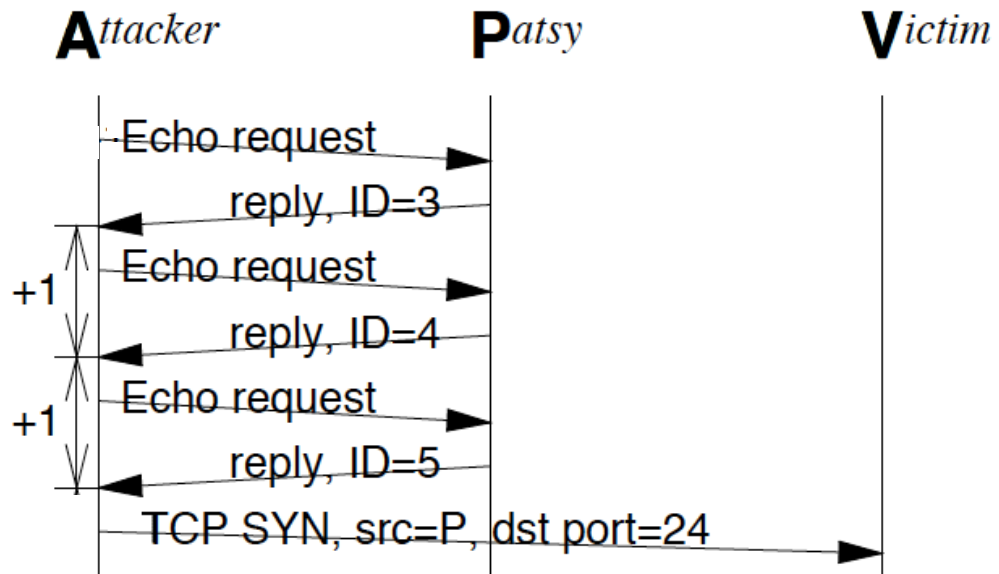 Attacker Patsy Victim
Echo request
reply, ID=3
Echo request
+1
reply, ID=4
Echo request
+1
reply, ID=5
TCP SYN, src=P, dst port=24